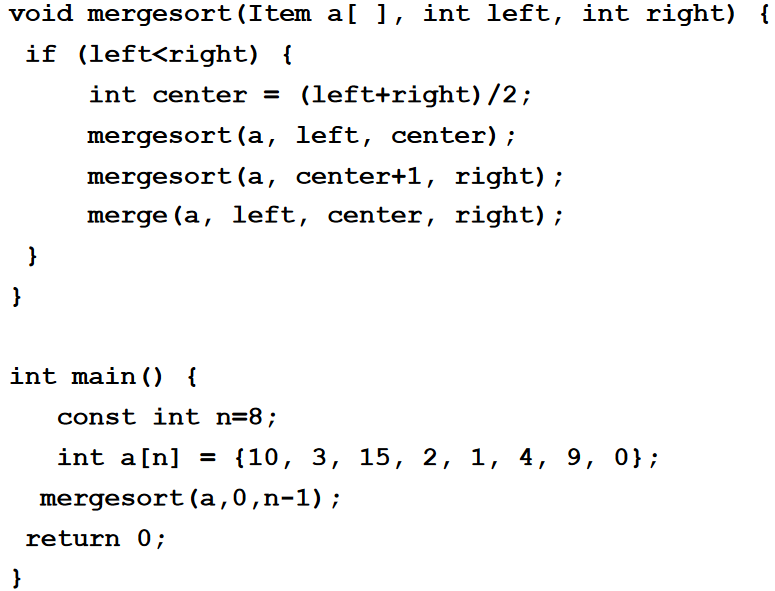 void mergesort(Item a[ ], int left, int right) {
if (left<right) {
int center = (left+right)/2;
mergesort(a, left, center);
mergesort(a, center+1, right);
merge(a, left, center, right);
}
}
int main() {
const int n=8;
int a[n] = {10, 3, 15, 2, 1, 4, 9, 0};
mergesort(a,0,n-1);
return 0;
}